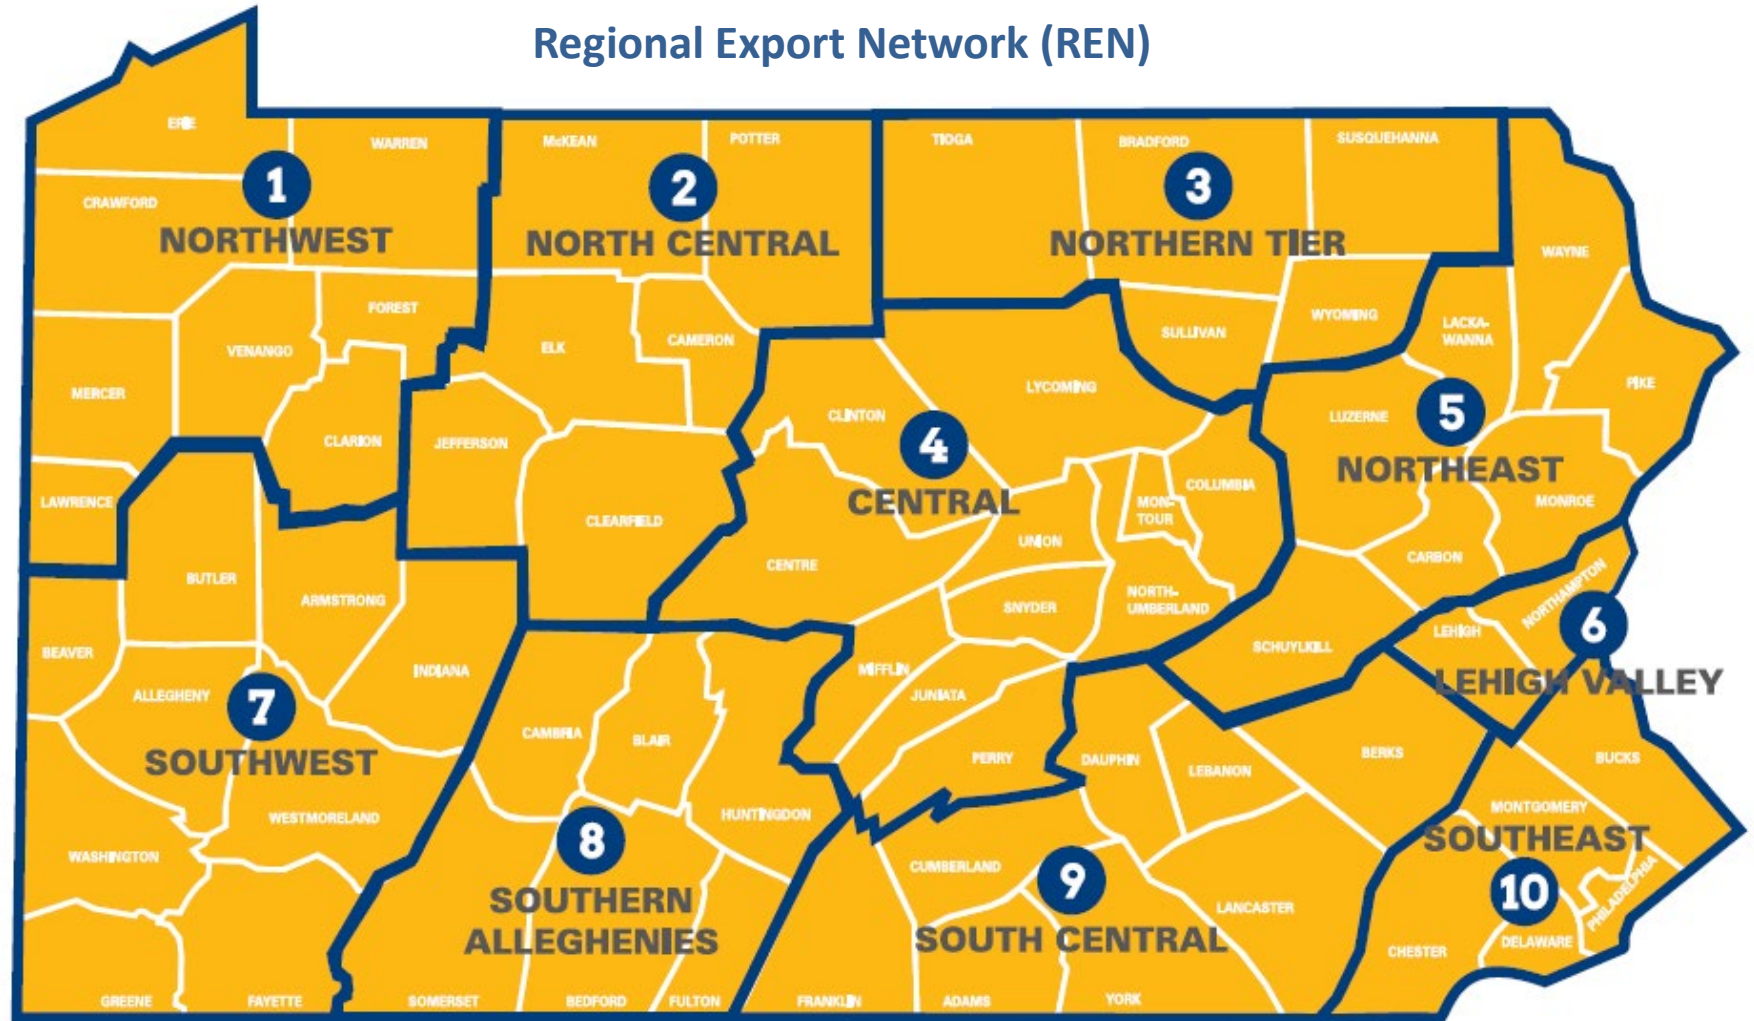 Regional Export Network (REN)
ERIE
WARREN
CRAWFORD
1
NORTHWEST
FOREST
VENANGO
MERCER
CLARION
LAWRENCE
McKEAN
POTTER
2
NORTH CENTRAL
ELK
CAMERON
JEFFERSON
CLEARFIELD
TIOGA
BRADFORD
SUSQUEHANNA
3
NORTHERN TIER
SULLIVAN
WYOMING
LYCOMING
CLINTON
4
CENTRAL
COLUMBIA
MON-
TOUR
UNION
CENTRE
NORTH-
UMBERLAND
SNYDER
MIFFLIN
JUNIATA
PERRY
WAYNE
LACKA-
WANNA
PIKE
LUZERNE
5
NORTHEAST
MONROE
CARBON
SCHUYLKILL
NORTHAMPTON
6
LEHIGH
LEHIGH VALLEY
BUTLER
ARMSTRONG
BEAVER
INDIANA
ALLEGHENY
7
SOUTHWEST
WESTMORELAND
WASHINGTON
GREENE
FAYETTE
CAMBRIA
BLAIR
HUNTINGDON
8
SOUTHERN
ALLEGHENIES
SOMERSET
BEDFORD
FULTON
DAUPHIN
LEBANON
BERKS
CUMBERLAND
9
LANCASTER
SOUTH CENTRAL
FRANKLIN
ADAMS
YORK
BUCKS
MONTGOMERY
SOUTHEAST
10
PHILADELPHIA
DELAWARE
CHESTER